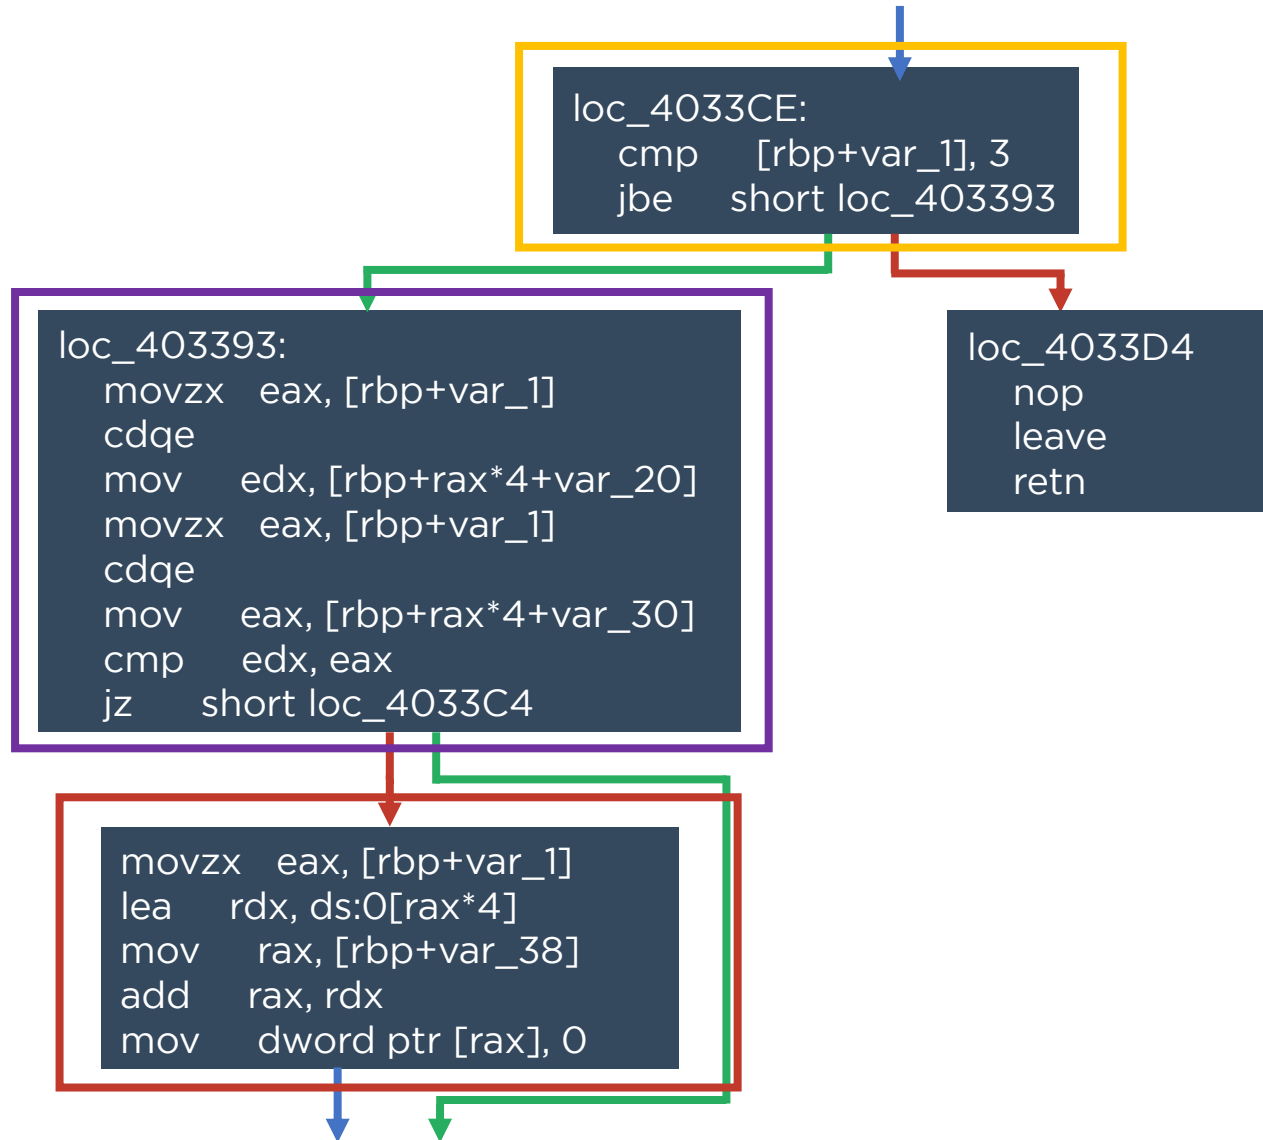 loc_4033CE:
cmp [rbp+var_1], 3
jbe short loc_403393
loc_403393:
movzx eax, [rbp+var_1]
cdqe
mov edx, [rbp+rax*4+var_20]
movzx eax, [rbp+var_1]
cdqe
mov eax, [rbp+rax*4+var_30]
cmp edx, eax
jz short loc_4033C4
loc_4033D4
nop
leave
retn
movzx eax, [rbp+var_1]
lea rdx, ds:0[rax*4]
mov rax, [rbp+var_38]
add rax, rdx
mov dword ptr [rax], 0